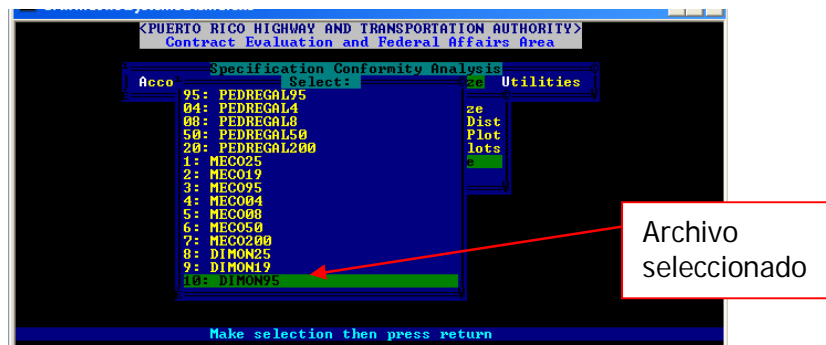 <PUERTO RICO HIGHWAY AND TRANSPORTATION AUTHORITY>
Contract Evaluation and Federal Affairs Area
Specification Conformity Analysis
Acco Select: ze Utilities
95: PEDREGAL95
04: PEDREGAL4 ze
08: PEDREGAL8 Dist
50: PEDREGAL50 Plot
20: PEDREGAL200 lots
1: MECO25 e
2: MECO19
3: MECO95
4: MECO04
5: MECO08
6: MECO50
7: MECO200
8: DIMON25
9: DIMON19
10: DIMON95
Archivo
seleccionado
Make selection then press return